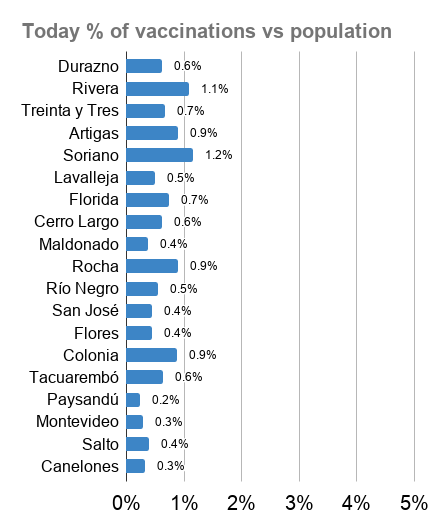 Today % of vaccinations vs population
Durazno 0.6%
Rivera 1.1%
Treinta y Tres 0.7%
Artigas 0.9%
Soriano 1.2%
Lavalleja 0.5%
Florida 0.7%
Cerro Largo 0.6%
Maldonado 0.4%
Rocha 0.9%
Río Negro 0.5%
San José 0.4%
Flores 0.4%
Colonia 0.9%
Tacuarembó 0.6%
Paysandú 0.2%
Montevideo 0.3%
Salto 0.4%
Canelones 0.3%
0% 1% 2% 3% 4% 5%